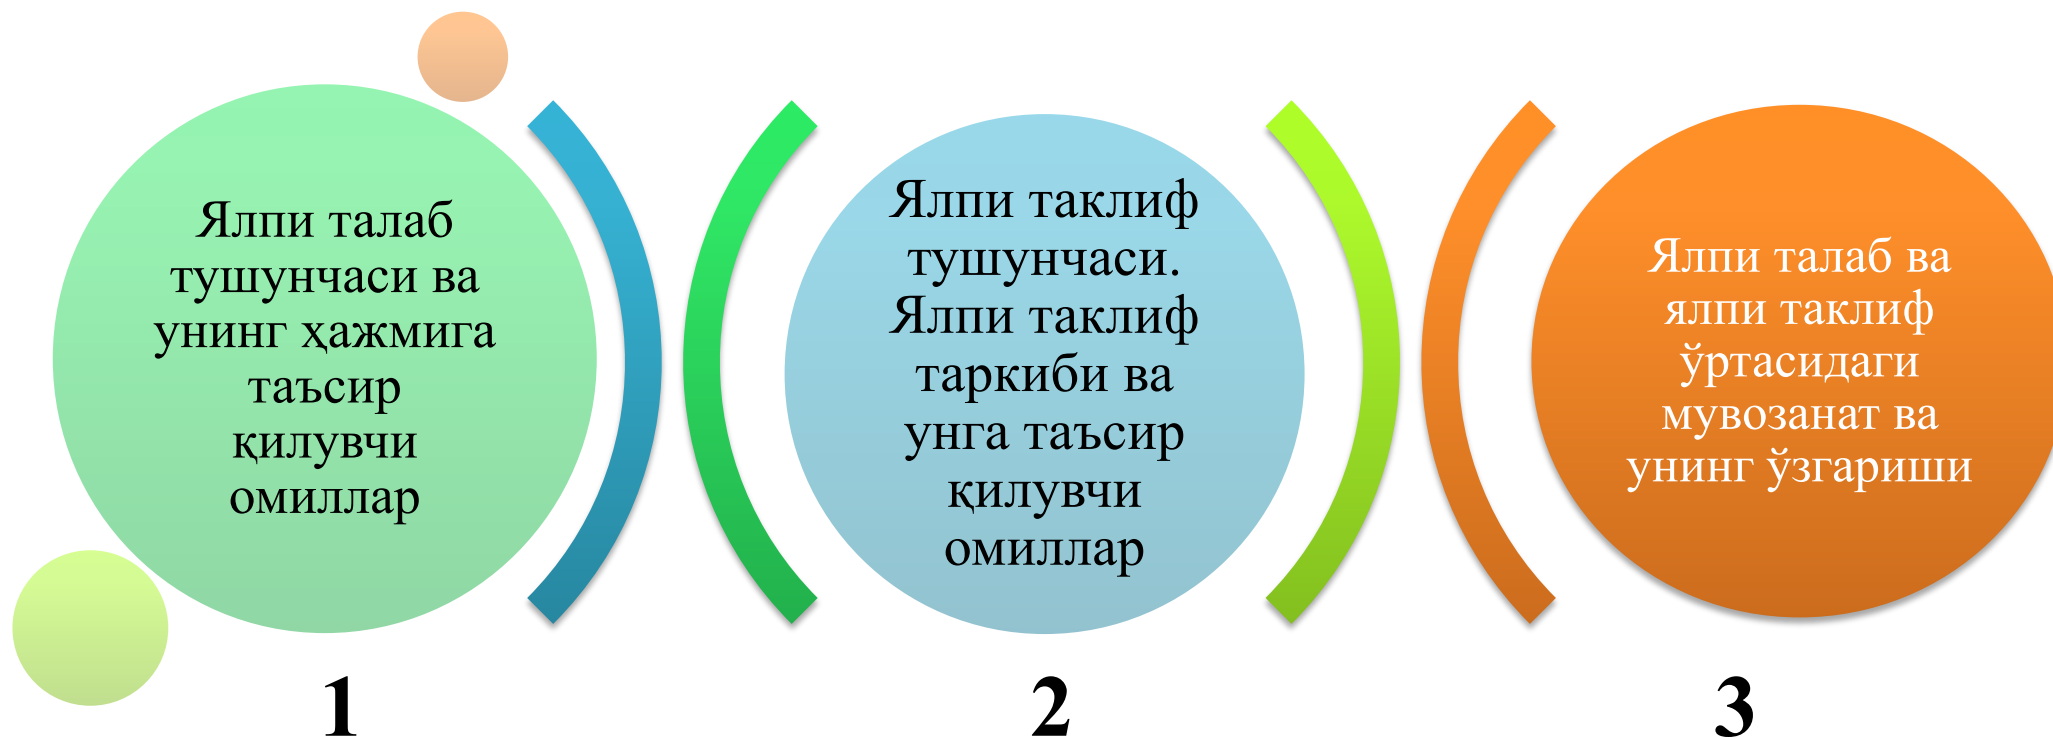 Ялпи талаб
тушунчаси ва
унинг ҳажмига
таъсир
қилувчи
омиллар
1
Ялпи таклиф
тушунчаси.
Ялпи таклиф
таркиби ва
унга таъсир
қилувчи
омиллар
2
Ялпи талаб ва
ялпи таклиф
ўртасидаги
мувозанат ва
унинг ўзгариши
3